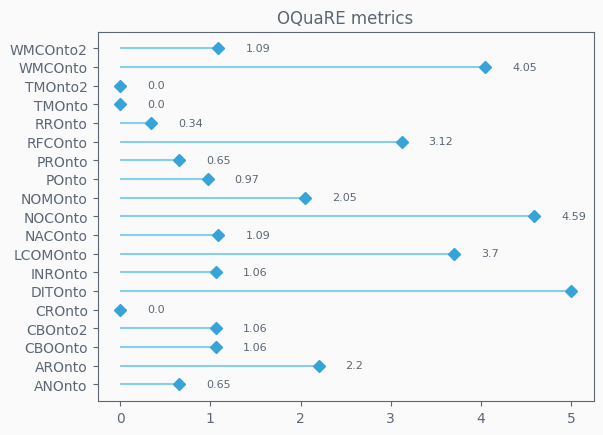 OQuaRE metrics
WMCOnto2 1.09
WMCOnto 4.05
TMOnto2 0.0
TMOnto 0.0
RROnto 0.34
RFCOnto 3.12
PROnto 0.65
POnto 0.97
NOMOnto 2.05
NOCOnto 4.59
NACOnto 1.09
LCOMOnto 3.7
INROnto 1.06
DITOnto
CROnto 0.0
CBOnto2 1.06
CBOOnto 1.06
AROnto 2.2
ANOnto 0.65
0 1 2 3 4 5